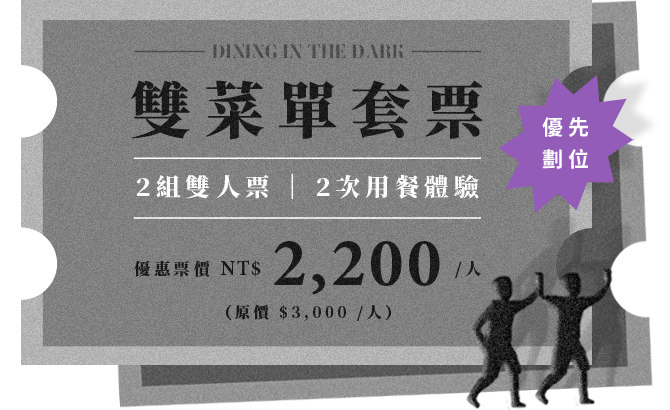 DINING IN THE DARK
雙菜單套票
優先
劃位
2組雙人票｜2次用餐體驗
優惠票價 NT$ 2,200 /人
(原價 $3,000 /人)